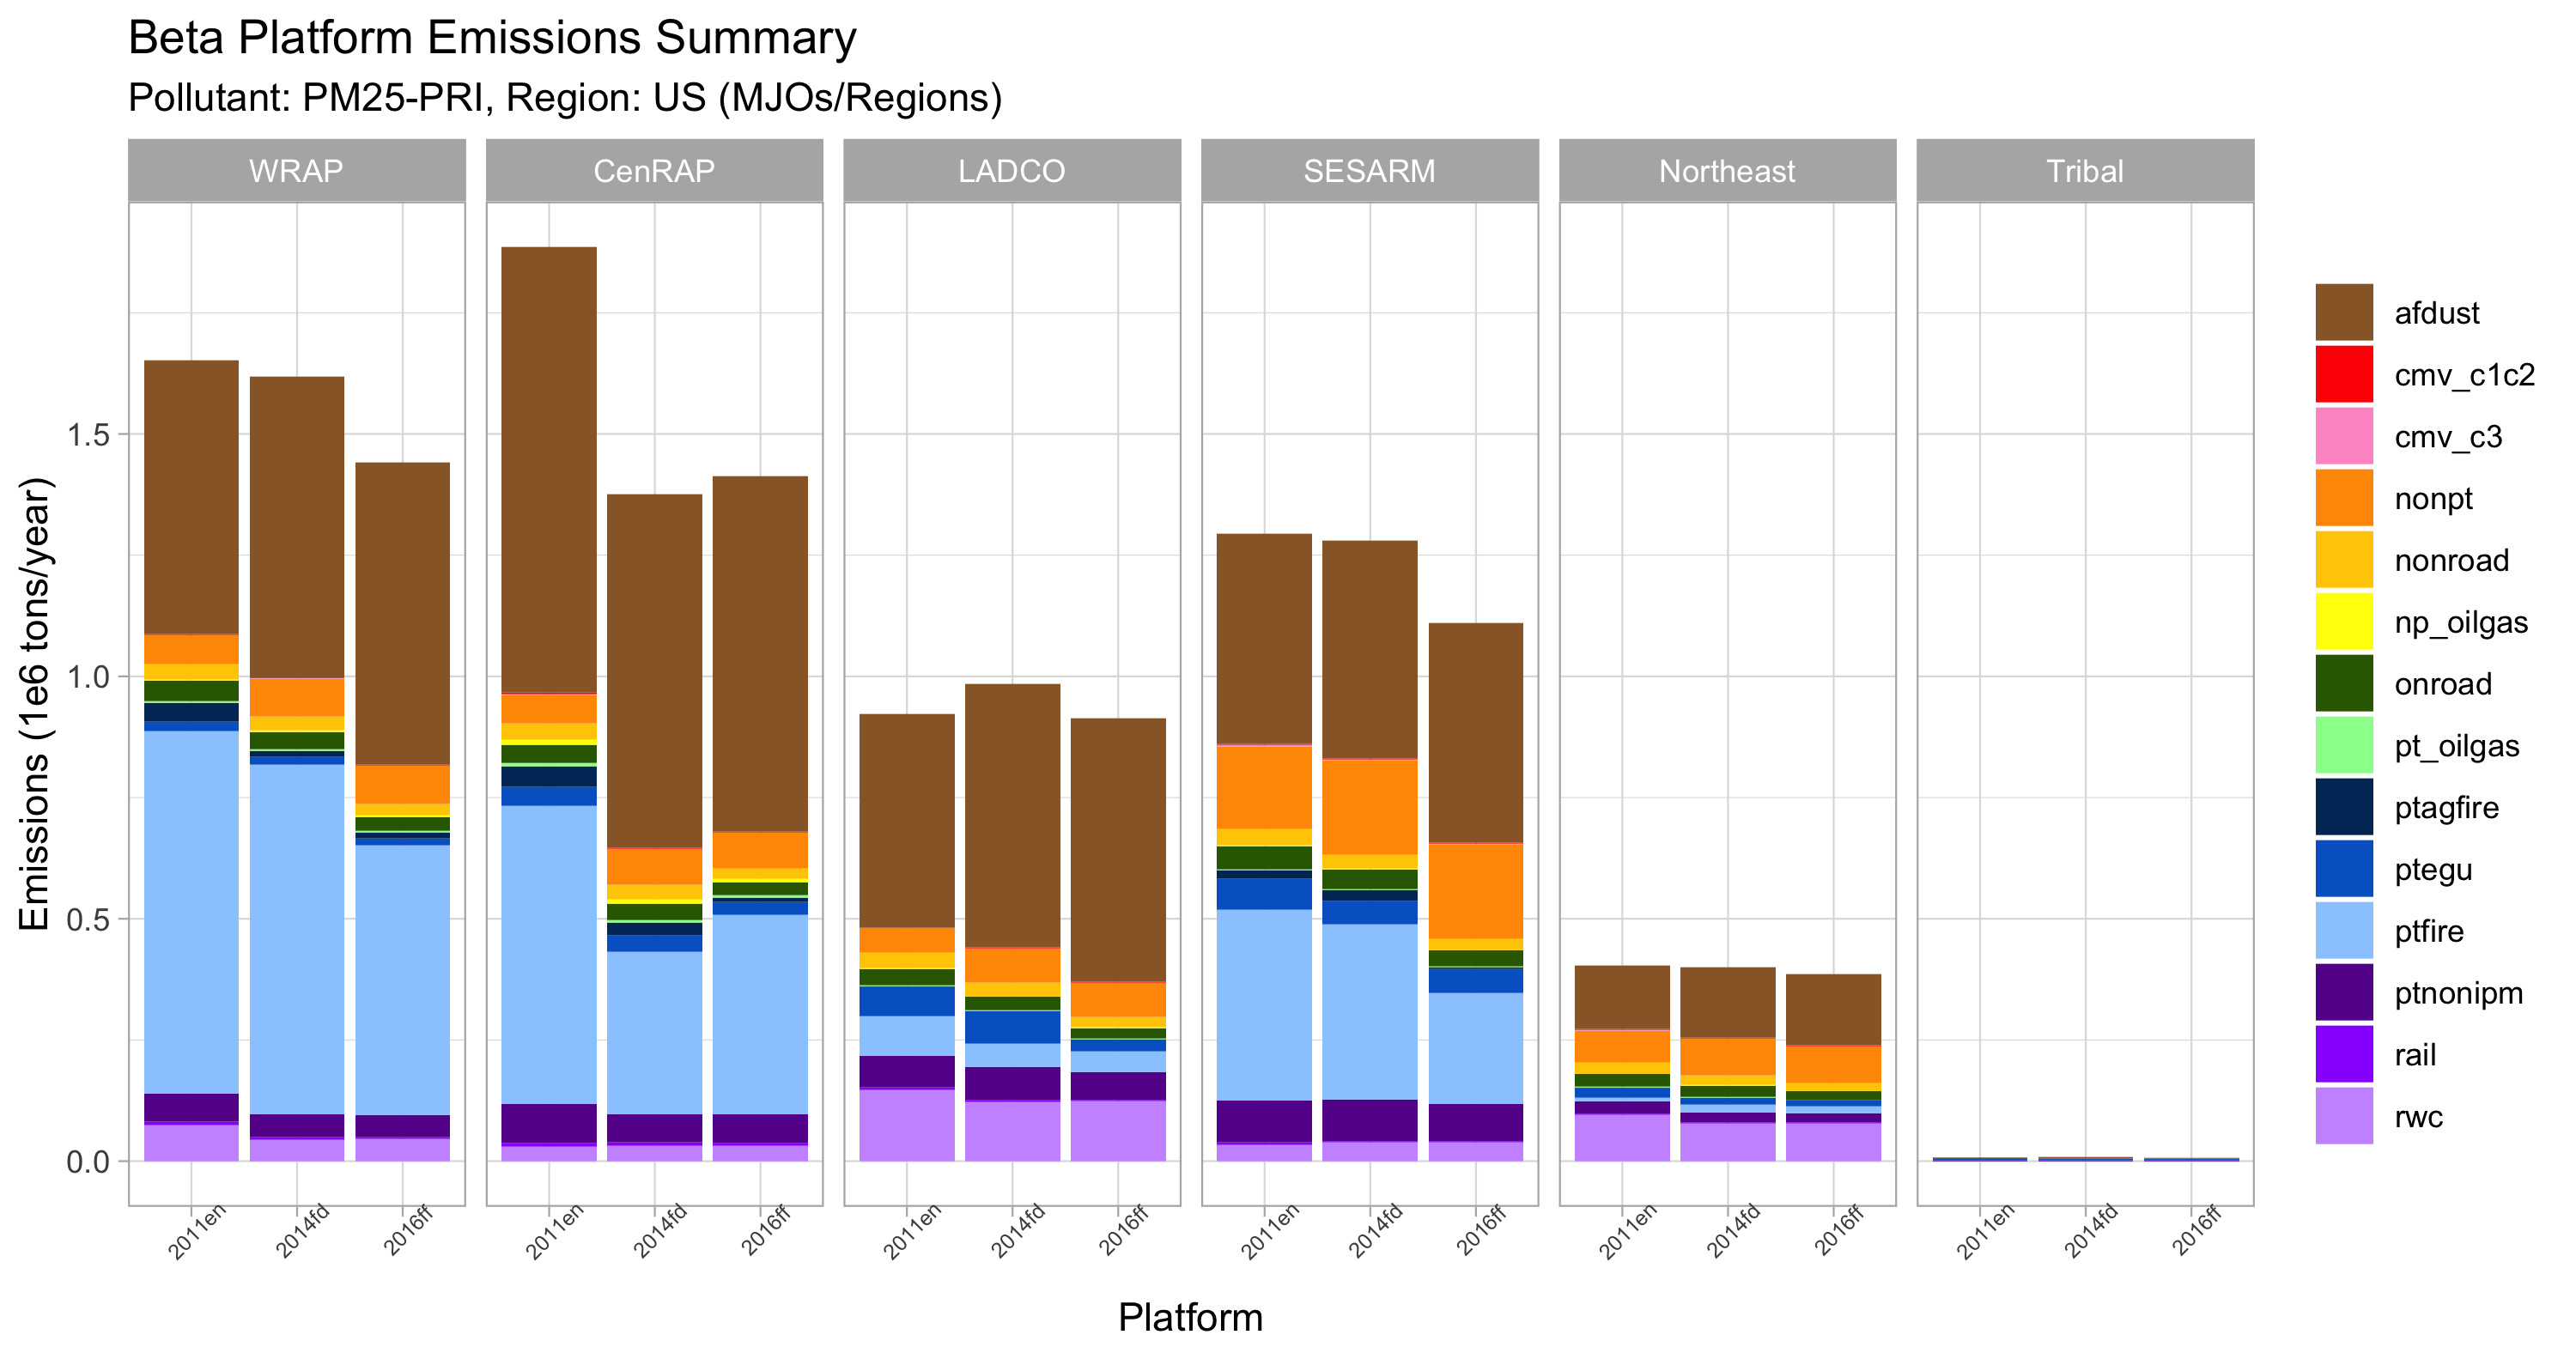 Beta Platform Emissions Summary
Pollutant: PM25-PRI, Region: US (MJOs/Regions)
WRAP
CenRAP
LADCO
SESARM
Northeast
Tribal
Emissions (1e6 tons/year)
1.5
1.0
0.5
0.0
2011en
2014fd
2016ff
2011en
2014fd
2016ff
2011en
2014fd
2016ff
2011en
2014fd
2016ff
2011en
2014fd
2016ff
2011en
2014fd
2016ff
Platform
afdust
cmv_c1c2
cmv_c3
nonpt
nonroad
np_oilgas
onroad
pt_oilgas
ptagfire
ptegu
ptfire
ptnonipm
rail
rwc